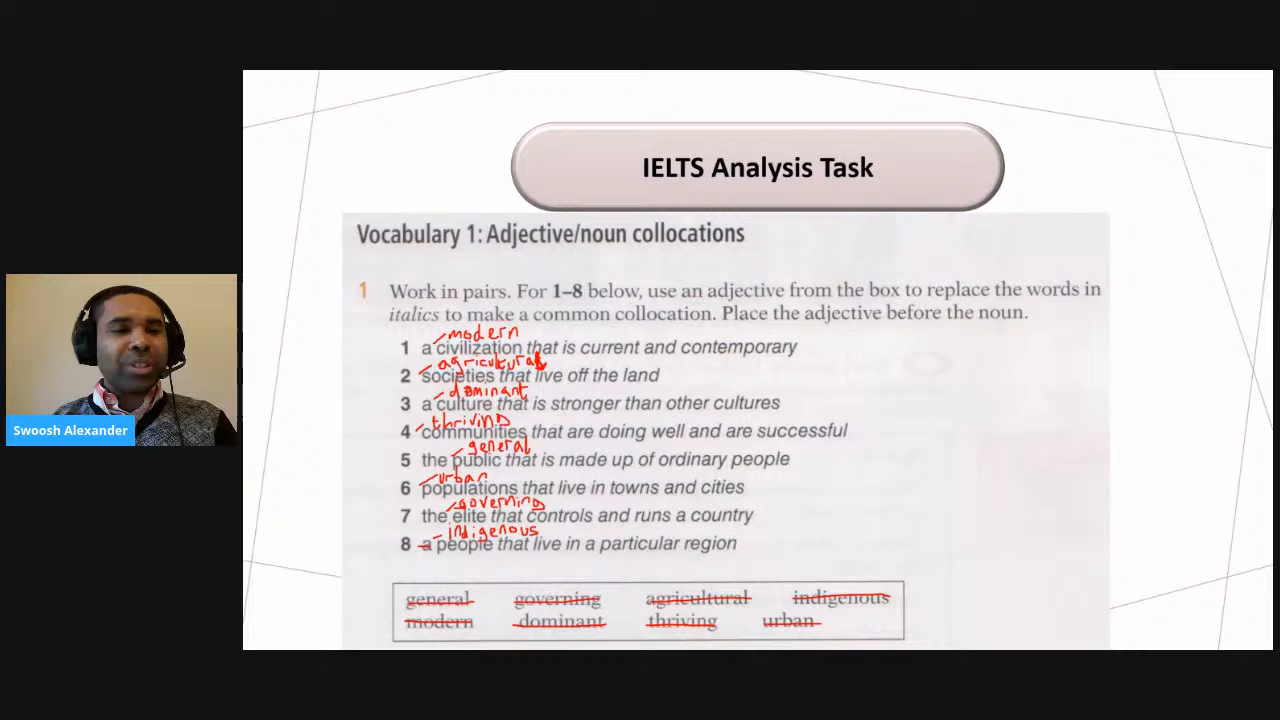 IELTS Analysis Task
Vocabulary 1: Adjective/noun collocations
1 Work in pairs. For 1–8 below, use an adjective from the box to replace the words in
italics to make a common collocation. Place the adjective before the noun.
modern
1 a civilization that is current and contemporary
agricultural
2 societies that live off the land
dominant
3 a culture that is stronger than other cultures
thriving
4 communities that are doing well and are successful
general
5 the public that is made up of ordinary people
urban
6 populations that live in towns and cities
governing
7 the elite that controls and runs a country
indigenous
8 a people that live in a particular region
general governing agricultural indigenous
modern dominant thriving urban
Swoosh Alexander